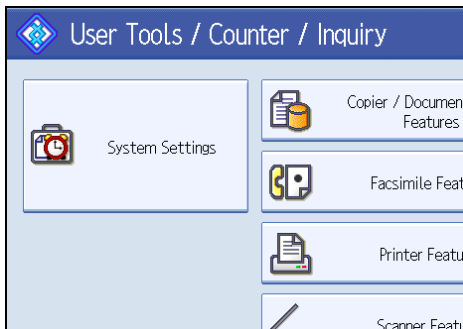 User Tools / Counter / Inquiry
System Settings
Copier / Documen
Features
Facsimile Feat
Printer Featu
Scanner Featu